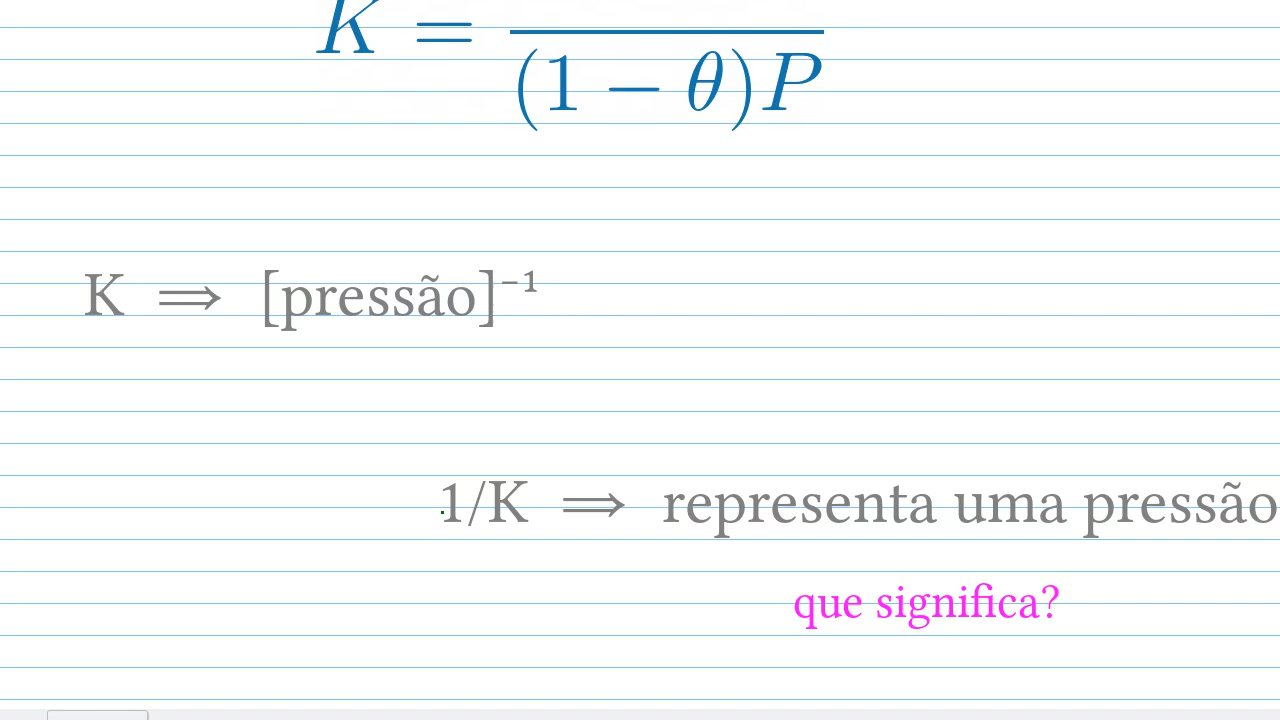 K = (1 − θ)P
K ⟹ [pressão]⁻¹
1/K ⟹ representa uma pressão
que significa?